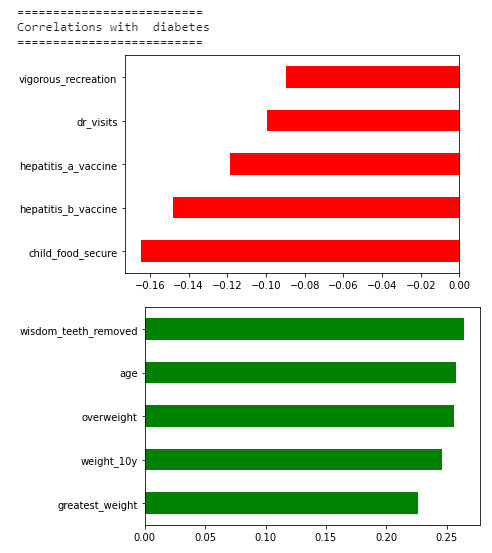 ==========================
Correlations with  diabetes
==========================
vigorous_recreation
dr_visits
hepatitis_a_vaccine
hepatitis_b_vaccine
child_food_secure
−0.16 −0.14 −0.12 −0.10 −0.08 −0.06 −0.04 −0.02 0.00
wisdom_teeth_removed
age
overweight
weight_10y
greatest_weight
0.00 0.05 0.10 0.15 0.20 0.25